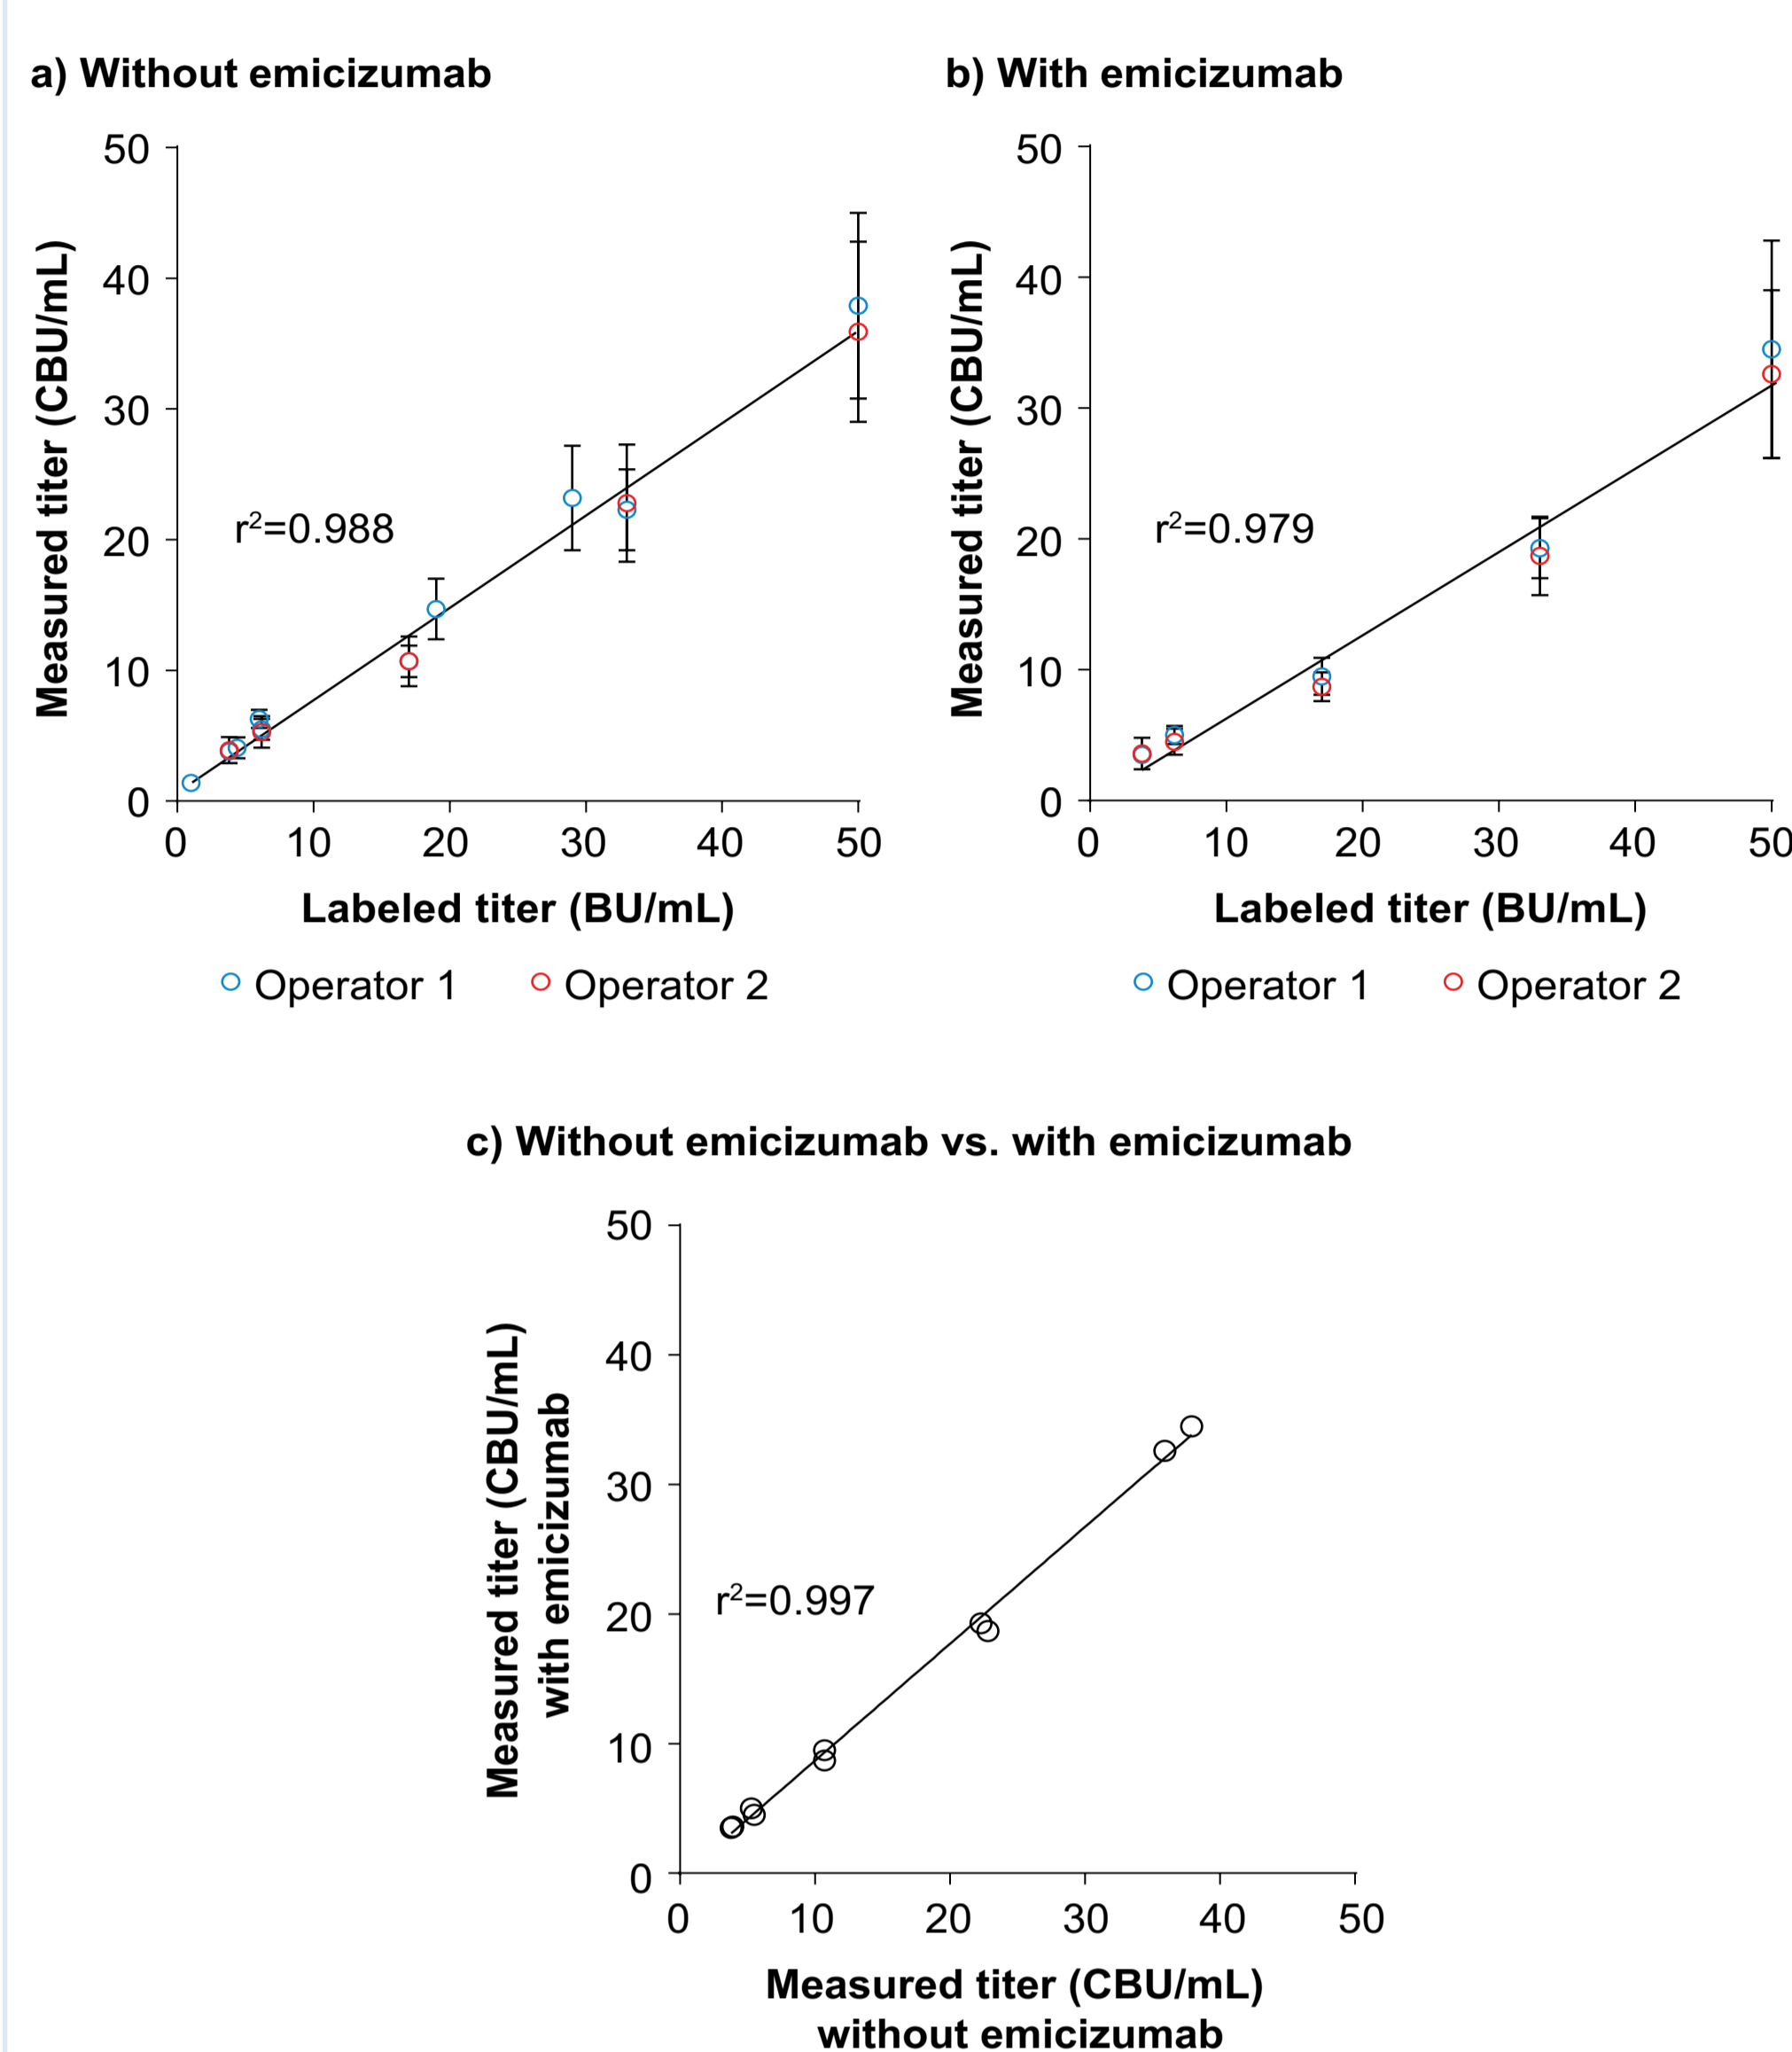 a) Without emicizumab
50
40
30
20
10
0
Measured titer (CBU/mL)
r²=0.988
0 10 20 30 40 50
Labeled titer (BU/mL)
Operator 1 Operator 2
b) With emicizumab
50
40
30
20
10
0
Measured titer (CBU/mL)
r²=0.979
0 10 20 30 40 50
Labeled titer (BU/mL)
Operator 1 Operator 2
c) Without emicizumab vs. with emicizumab
50
40
30
20
10
0
Measured titer (CBU/mL)
with emicizumab
r²=0.997
0 10 20 30 40 50
Measured titer (CBU/mL)
without emicizumab